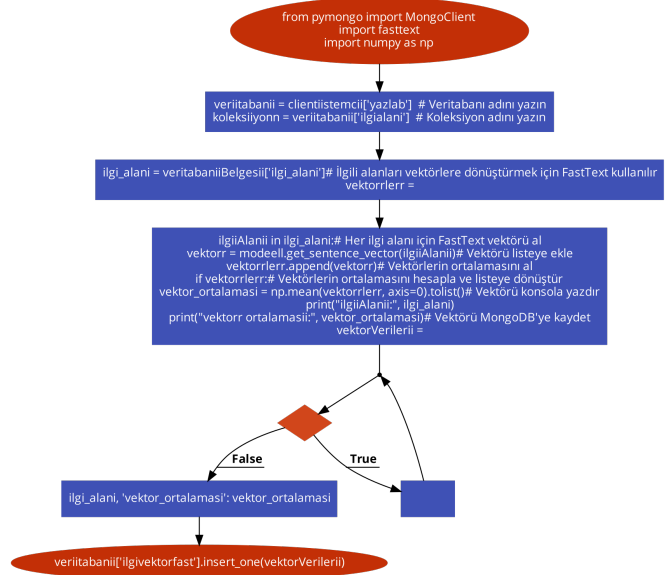 from pymongo import MongoClient
import fasttext
import numpy as np
veriitabanii = clientiistemcii['yazlab']  # Veritabanı adını yazın
koleksiiyonn = veriitabanii['ilgialani']  # Koleksiyon adını yazın
ilgi_alani = veritabaniiBelgesii['ilgi_alani']# İlgili alanları vektörlere dönüştürmek için FastText kullanılır
vektorrlerr =
ilgiiAlanii in ilgi_alani:# Her ilgi alanı için FastText vektörü al
vektorr = modeell.get_sentence_vector(ilgiiAlanii)# Vektörü listeye ekle
vektorrlerr.append(vektorr)# Vektörlerin ortalamasını al
if vektorrlerr:# Vektörlerin ortalamasını hesapla ve listeye dönüştür
vektor_ortalamasi = np.mean(vektorrlerr, axis=0).tolist()# Vektörü konsola yazdır
print("ilgiiAlanii:", ilgi_alani)
print("vektorr ortalamasii:", vektor_ortalamasi)# Vektörü MongoDB'ye kaydet
vektorVerilerii =
False
True
ilgi_alani, 'vektor_ortalamasi': vektor_ortalamasi
veriitabanii['ilgivektorfast'].insert_one(vektorVerilerii)